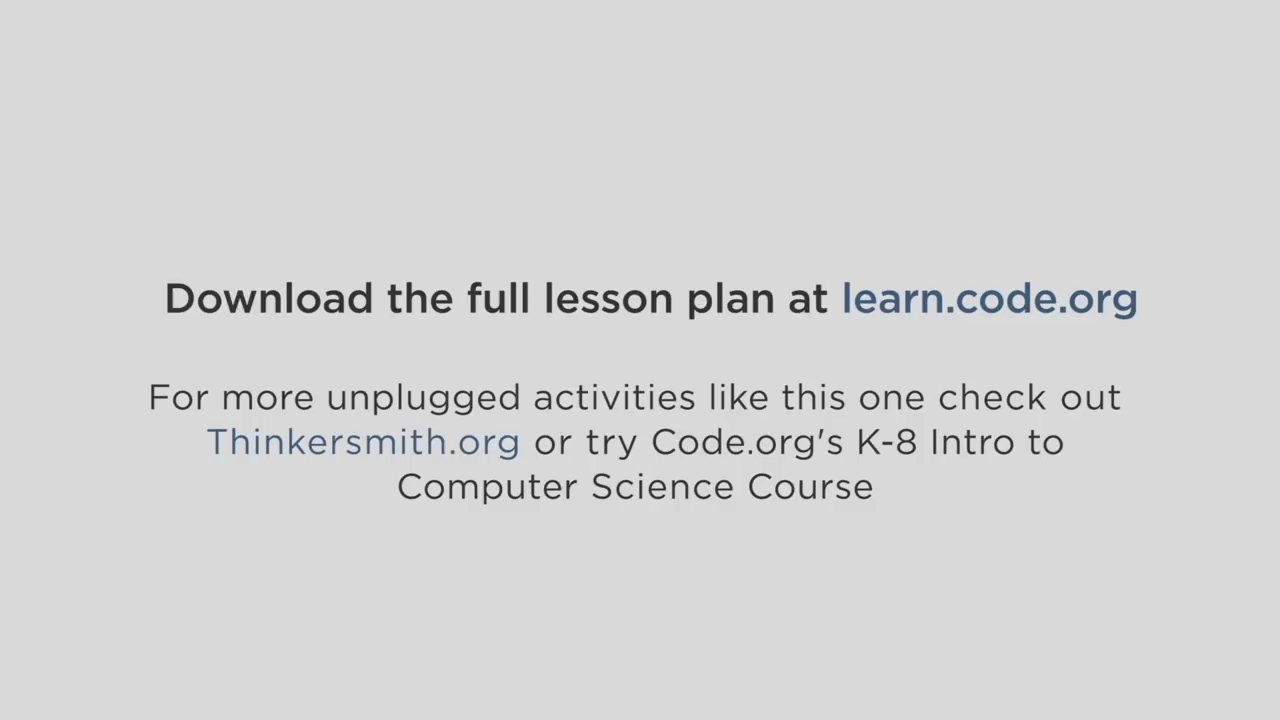 Download the full lesson plan at learn.code.org
For more unplugged activities like this one check out
Thinkersmith.org or try Code.org's K-8 Intro to
Computer Science Course